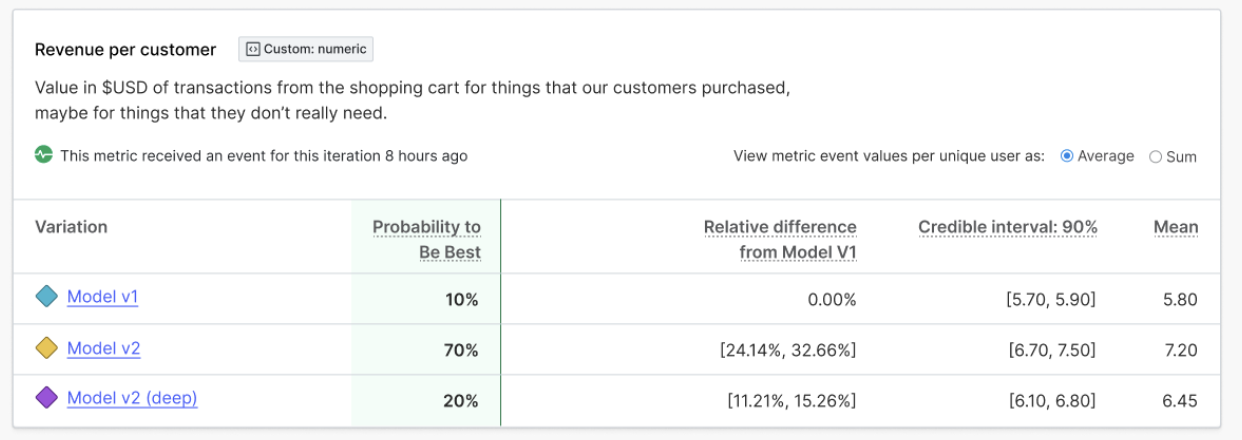 Revenue per customer Custom: numeric
Value in $USD of transactions from the shopping cart for things that our customers purchased,
maybe for things that they don’t really need.
This metric received an event for this iteration 8 hours ago View metric event values per unique user as: Average Sum
Variation Probability to Be Best Relative difference from Model V1 Credible interval: 90% Mean
Model v1 10% 0.00% [5.70, 5.90] 5.80
Model v2 70% [24.14%, 32.66%] [6.70, 7.50] 7.20
Model v2 (deep) 20% [11.21%, 15.26%] [6.10, 6.80] 6.45